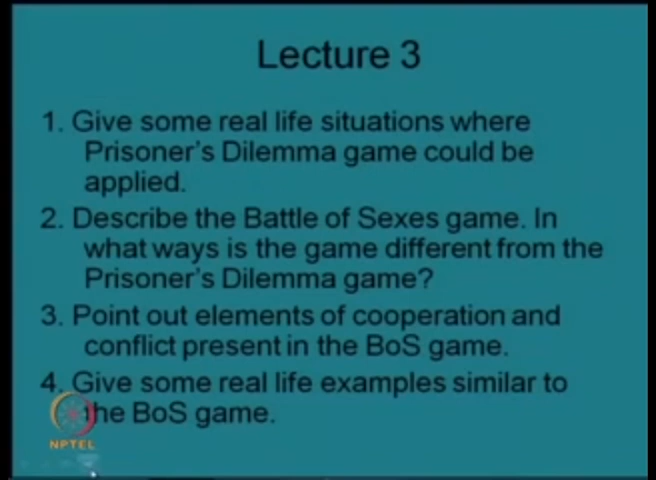 Lecture 3
1. Give some real life situations where
Prisoner's Dilemma game could be
applied.
2. Describe the Battle of Sexes game. In
what ways is the game different from the
Prisoner's Dilemma game?
3. Point out elements of cooperation and
conflict present in the BoS game.
4. Give some real life examples similar to
the BoS game.
NPTEL